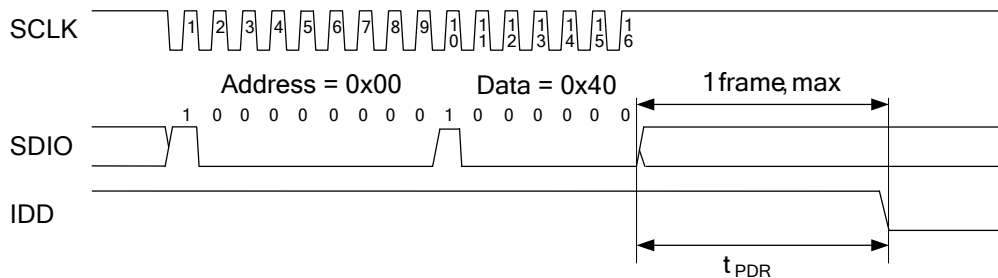 SCLK 1 2 3 4 5 6 7 8 9 10 11 12 13 14 15 16
Address = 0x00 Data = 0x40 1 frame, max
1 0 0 0 0 0 0 0 0 1 0 0 0 0 0 0
SDIO
IDD
tPDR